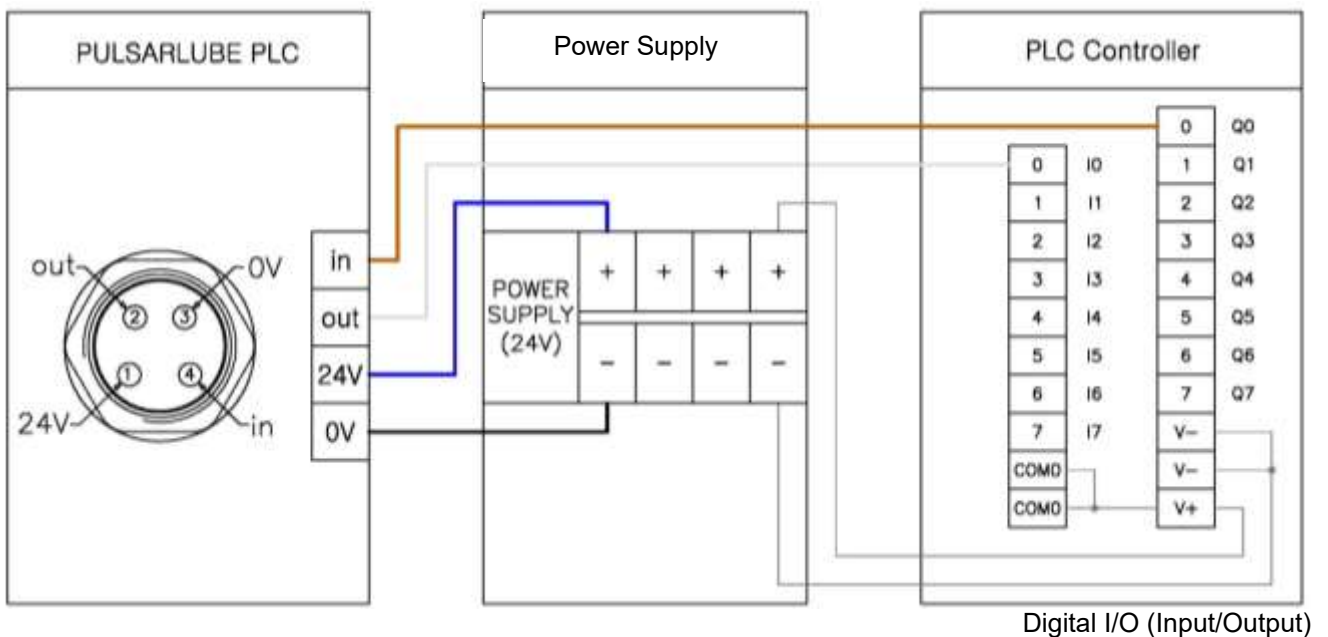 PULSARLUBE PLC
out
0V
2
3
1
4
24V
in
in
out
24V
0V
Power Supply
POWER
SUPPLY
(24V)
+ + + +
- - - -
PLC Controller
0 I0
1 I1
2 I2
3 I3
4 I4
5 I5
6 I6
7 I7
COM0
COM0
0 Q0
1 Q1
2 Q2
3 Q3
4 Q4
5 Q5
6 Q6
7 Q7
V-
V-
V+
Digital I/O (Input/Output)